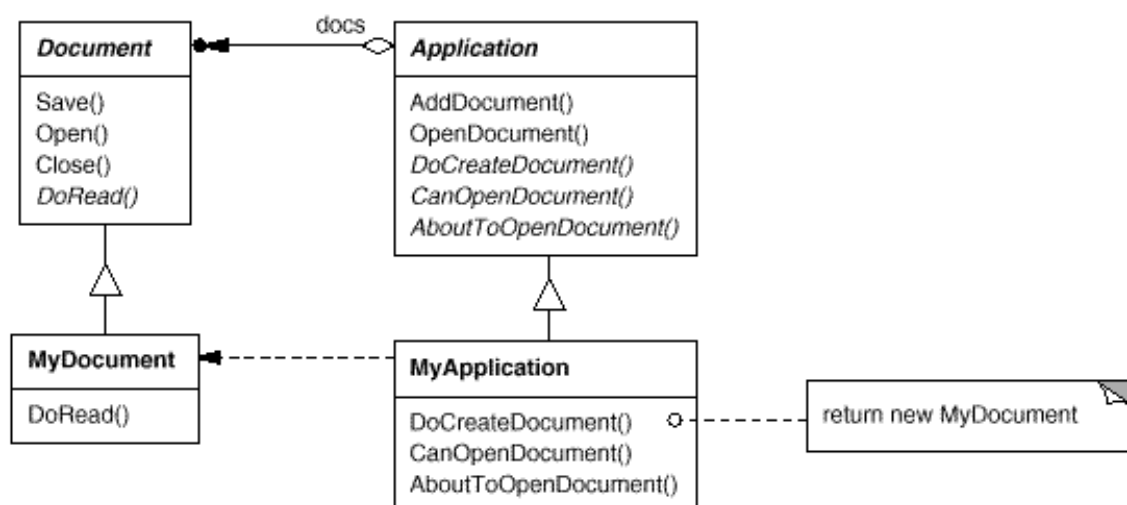 docs
Document
Save()
Open()
Close()
DoRead()
Application
AddDocument()
OpenDocument()
DoCreateDocument()
CanOpenDocument()
AboutToOpenDocument()
MyDocument
DoRead()
MyApplication
DoCreateDocument()
CanOpenDocument()
AboutToOpenDocument()
return new MyDocument